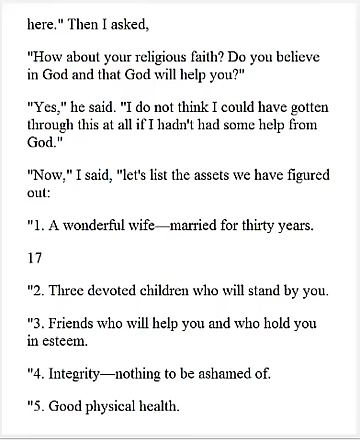 here." Then I asked,
"How about your religious faith? Do you believe
in God and that God will help you?"
"Yes," he said. "I do not think I could have gotten
through this at all if I hadn't had some help from
God."
"Now," I said, "let's list the assets we have figured
out:
"1. A wonderful wife—married for thirty years.
17
"2. Three devoted children who will stand by you.
"3. Friends who will help you and who hold you
in esteem.
"4. Integrity—nothing to be ashamed of.
"5. Good physical health.